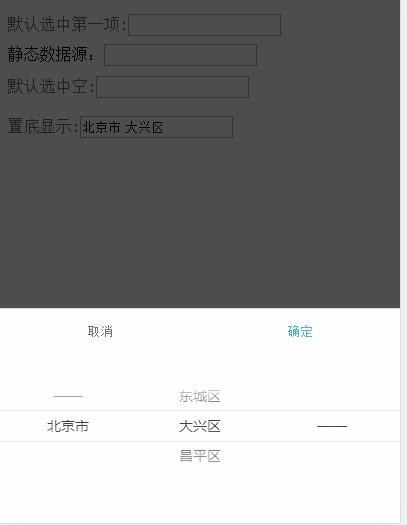 默认选中第一项:
静态数据源：
默认选中空:
置底显示:北京市 大兴区
取消 确定
—— 东城区
北京市 大兴区 ——
昌平区